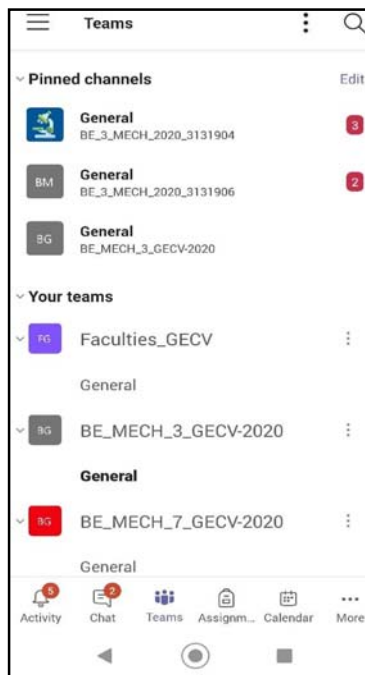 Teams
Pinned channels Edit
General
BE_3_MECH_2020_3131904
3
BM
General
BE_3_MECH_2020_3131906
2
BG
General
BE_MECH_3_GECV-2020
Your teams
FG Faculties_GECV
General
BG BE_MECH_3_GECV-2020
General
BG BE_MECH_7_GECV-2020
General
5 2
Activity Chat Teams Assignm... Calendar More